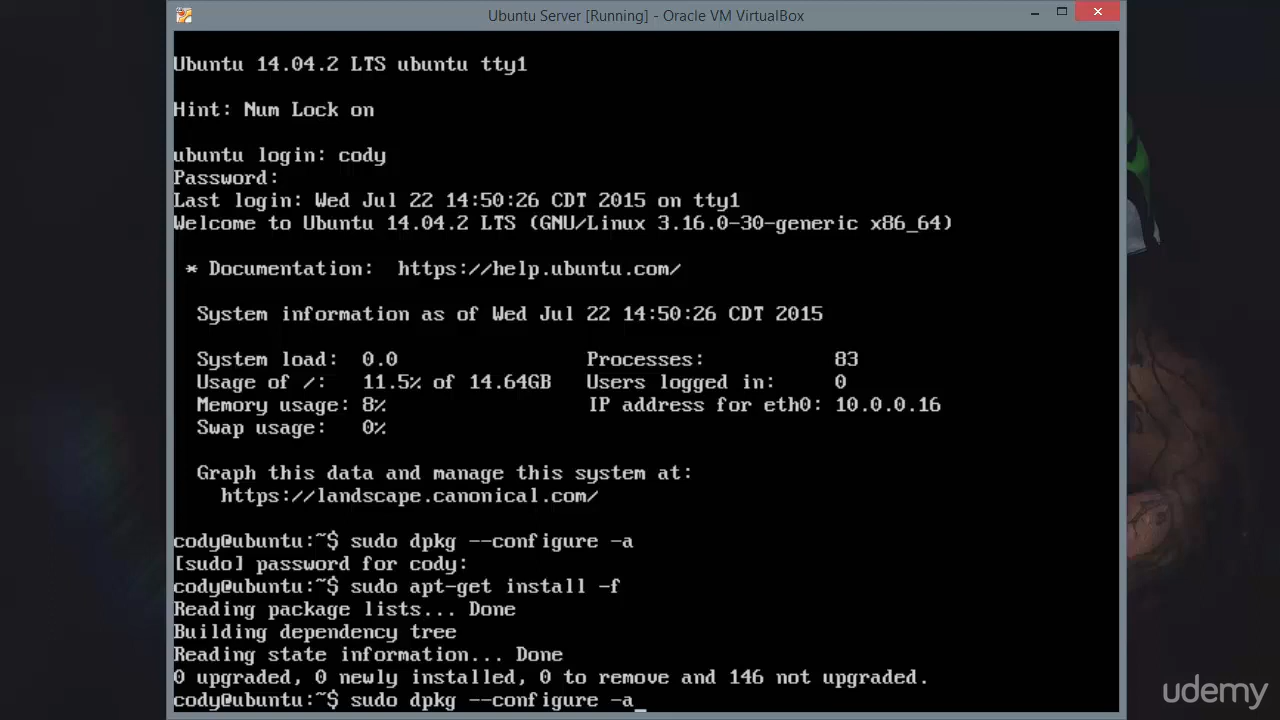 Ubuntu Server [Running] - Oracle VM VirtualBox
Ubuntu 14.04.2 LTS ubuntu tty1
Hint: Num Lock on
ubuntu login: cody
Password:
Last login: Wed Jul 22 14:50:26 CDT 2015 on tty1
Welcome to Ubuntu 14.04.2 LTS (GNU/Linux 3.16.0-30-generic x86_64)
* Documentation:  https://help.ubuntu.com/
System information as of Wed Jul 22 14:50:26 CDT 2015
System load:  0.0                Processes:           83
Usage of /:   11.5% of 14.64GB   Users logged in:     0
Memory usage: 8%                 IP address for eth0: 10.0.0.16
Swap usage:   0%
Graph this data and manage this system at:
https://landscape.canonical.com/
cody@ubuntu:~$ sudo dpkg --configure -a
[sudo] password for cody:
cody@ubuntu:~$ sudo apt-get install -f
Reading package lists... Done
Building dependency tree
Reading state information... Done
0 upgraded, 0 newly installed, 0 to remove and 146 not upgraded.
cody@ubuntu:~$ sudo dpkg --configure -a_
udemy